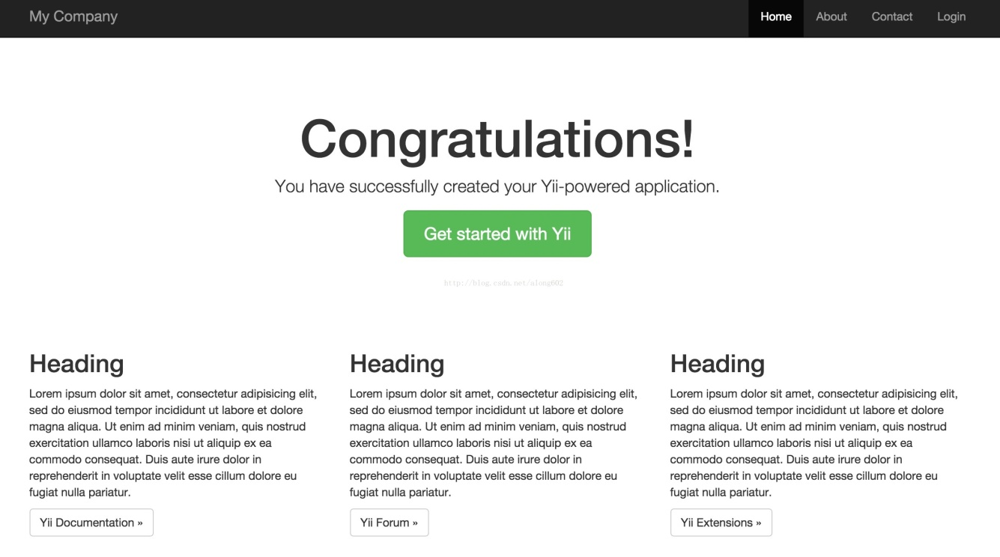 My Company
Home
About
Contact
Login
Congratulations!
You have successfully created your Yii-powered application.
Get started with Yii
http://blog.csdn.net/along602
Heading
Lorem ipsum dolor sit amet, consectetur adipisicing elit,
sed do eiusmod tempor incididunt ut labore et dolore
magna aliqua. Ut enim ad minim veniam, quis nostrud
exercitation ullamco laboris nisi ut aliquip ex ea
commodo consequat. Duis aute irure dolor in
reprehenderit in voluptate velit esse cillum dolore eu
fugiat nulla pariatur.
Yii Documentation »
Heading
Lorem ipsum dolor sit amet, consectetur adipisicing elit,
sed do eiusmod tempor incididunt ut labore et dolore
magna aliqua. Ut enim ad minim veniam, quis nostrud
exercitation ullamco laboris nisi ut aliquip ex ea
commodo consequat. Duis aute irure dolor in
reprehenderit in voluptate velit esse cillum dolore eu
fugiat nulla pariatur.
Yii Forum »
Heading
Lorem ipsum dolor sit amet, consectetur adipisicing elit,
sed do eiusmod tempor incididunt ut labore et dolore
magna aliqua. Ut enim ad minim veniam, quis nostrud
exercitation ullamco laboris nisi ut aliquip ex ea
commodo consequat. Duis aute irure dolor in
reprehenderit in voluptate velit esse cillum dolore eu
fugiat nulla pariatur.
Yii Extensions »